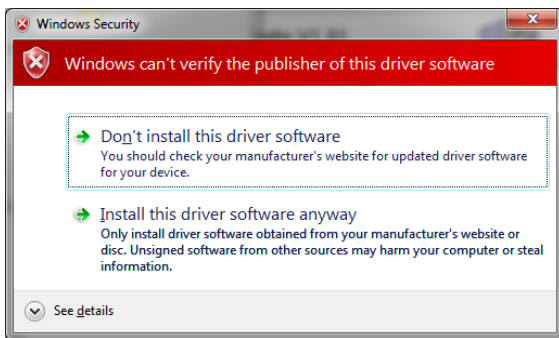 Windows Security
Windows can't verify the publisher of this driver software
Don't install this driver software
You should check your manufacturer's website for updated driver software
for your device.
Install this driver software anyway
Only install driver software obtained from your manufacturer's website or
disc. Unsigned software from other sources may harm your computer or steal
information.
See details